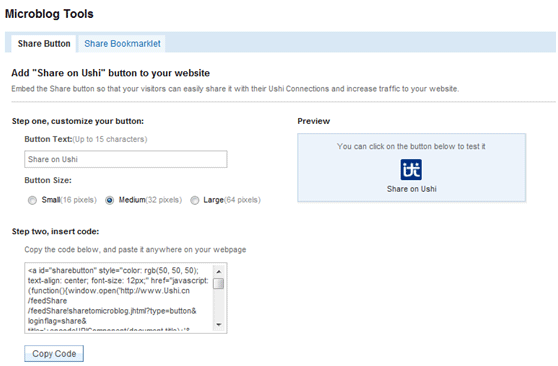 Microblog Tools
Share Button
Share Bookmarklet
Add "Share on Ushi" button to your website
Embed the Share button so that your visitors can easily share it with their Ushi Connections and increase traffic to your website.
Step one, customize your button:
Button Text:(Up to 15 characters)
Share on Ushi
Button Size:
Small(16 pixels) Medium(32 pixels) Large(64 pixels)
Preview
You can click on the button below to test it
Share on Ushi
Step two, insert code:
Copy the code below, and paste it anywhere on your webpage
<a id="sharebutton" style="color: rgb(50, 50, 50);
text-align: center; font-size: 12px;" href="javascript:
(function(){window.open('http://www.Ushi.cn
/feedShare/feedShare!sharetomicroblog.jhtml?type=button&
loginflag=share&
Copy Code